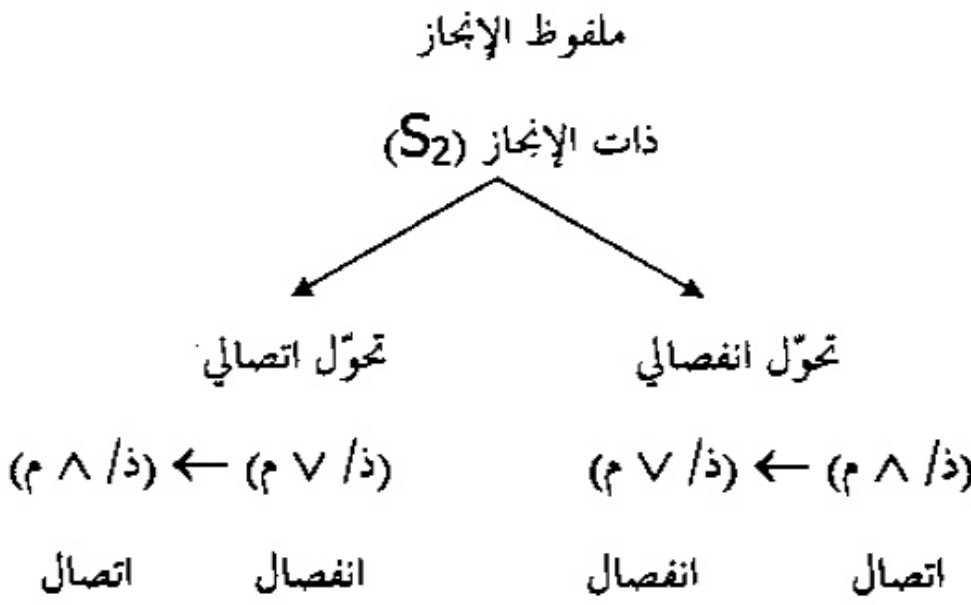 ملفوظ الإنجاز
ذات الإنجاز (S₂)
تحوّل انفصالي تحوّل اتصالي
(ذ/ ∧ م) ← (ذ/ ∨ م) (ذ/ ∨ م) ← (ذ/ ∧ م)
اتصال انفصال انفصال اتصال